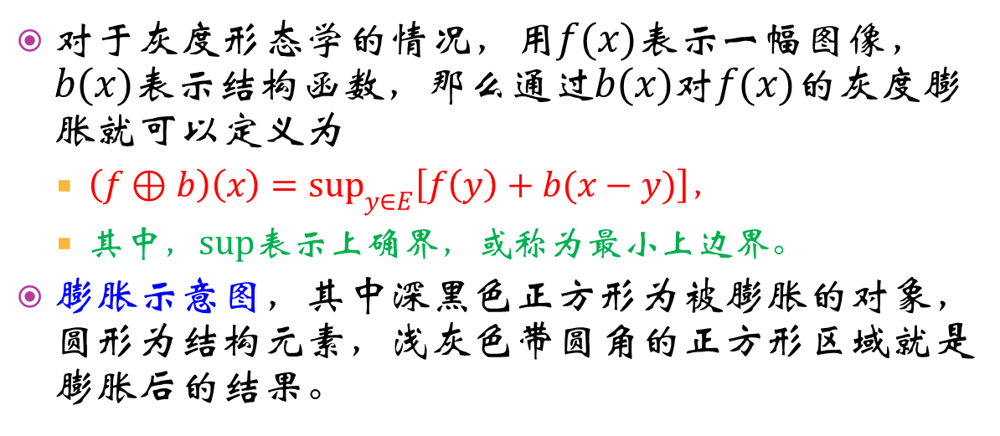 对于灰度形态学的情况，用f(x)表示一幅图像，
b(x)表示结构函数，那么通过b(x)对f(x)的灰度膨
胀就可以定义为
(f ⊕ b)(x) = sup_{y∈E}[f(y) + b(x − y)]，
其中，sup表示上确界，或称为最小上边界。
膨胀示意图，其中深黑色正方形为被膨胀的对象，
圆形为结构元素，浅灰色带圆角的正方形区域就是
膨胀后的结果。